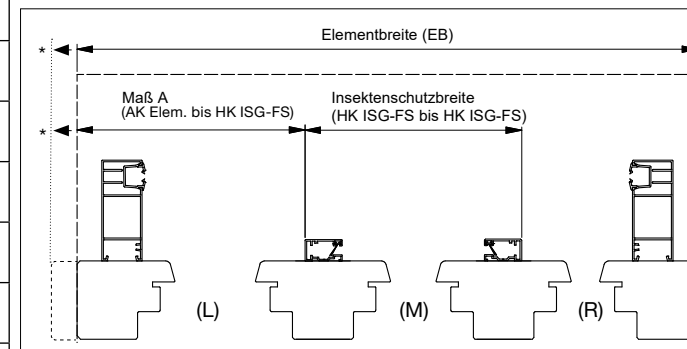 * Elementbreite (EB)
Maß A Insektenschutzbreite
* (AK Elem. bis HK ISG-FS) (HK ISG-FS bis HK ISG-FS)
(L) (M) (R)